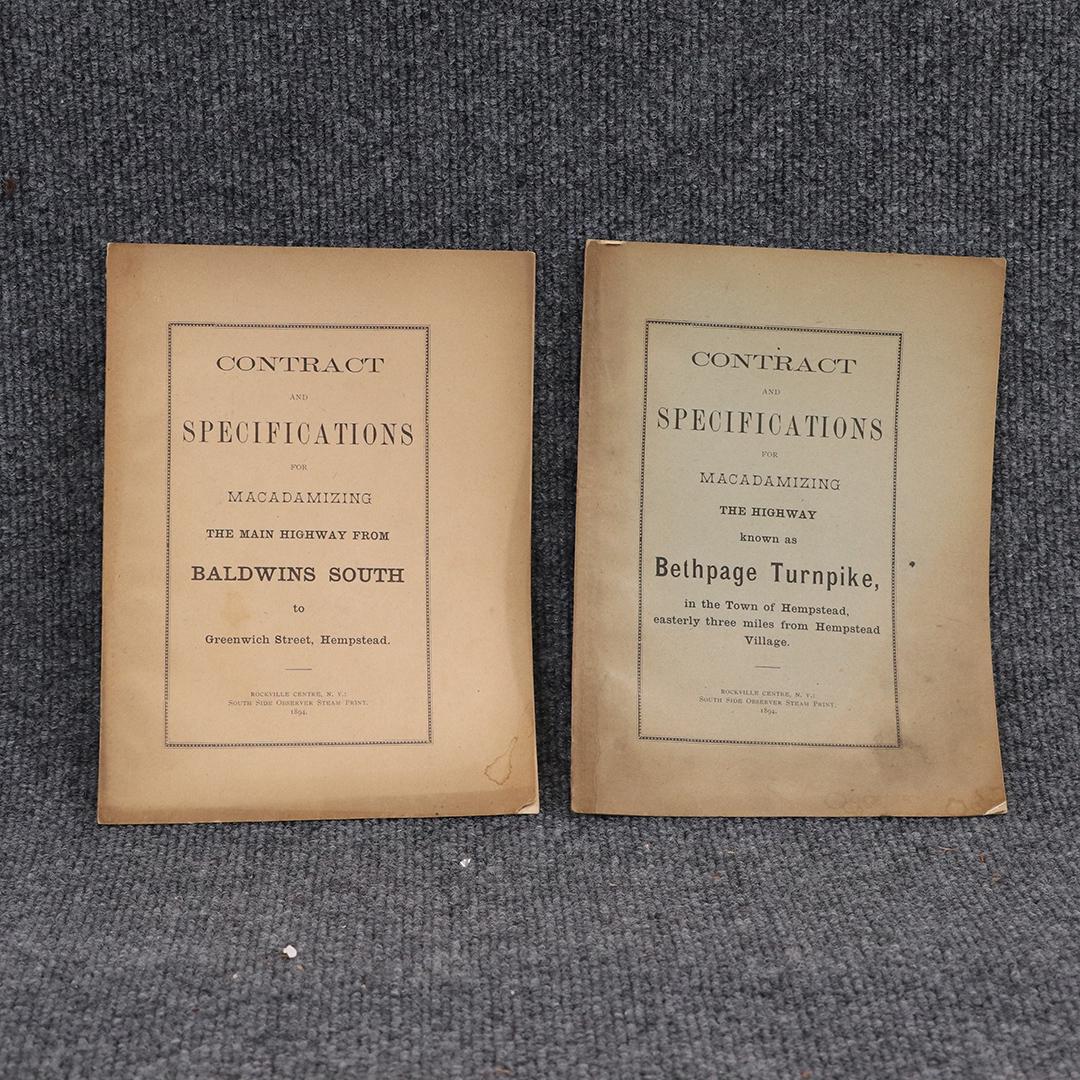 CONTRACT
AND
SPECIFICATIONS
FOR
MACADAMIZING
THE MAIN HIGHWAY FROM
BALDWINS SOUTH
to
Greenwich Street, Hempstead.
ROCKVILLE CENTRE, N. Y.:
SOUTH SIDE OBSERVER STEAM PRINT.
1894.
CONTRACT
AND
SPECIFICATIONS
FOR
MACADAMIZING
THE HIGHWAY
known as
Bethpage Turnpike,
in the Town of Hempstead,
easterly three miles from Hempstead
Village.
ROCKVILLE CENTRE, N. Y.:
SOUTH SIDE OBSERVER STEAM PRINT.
1894.